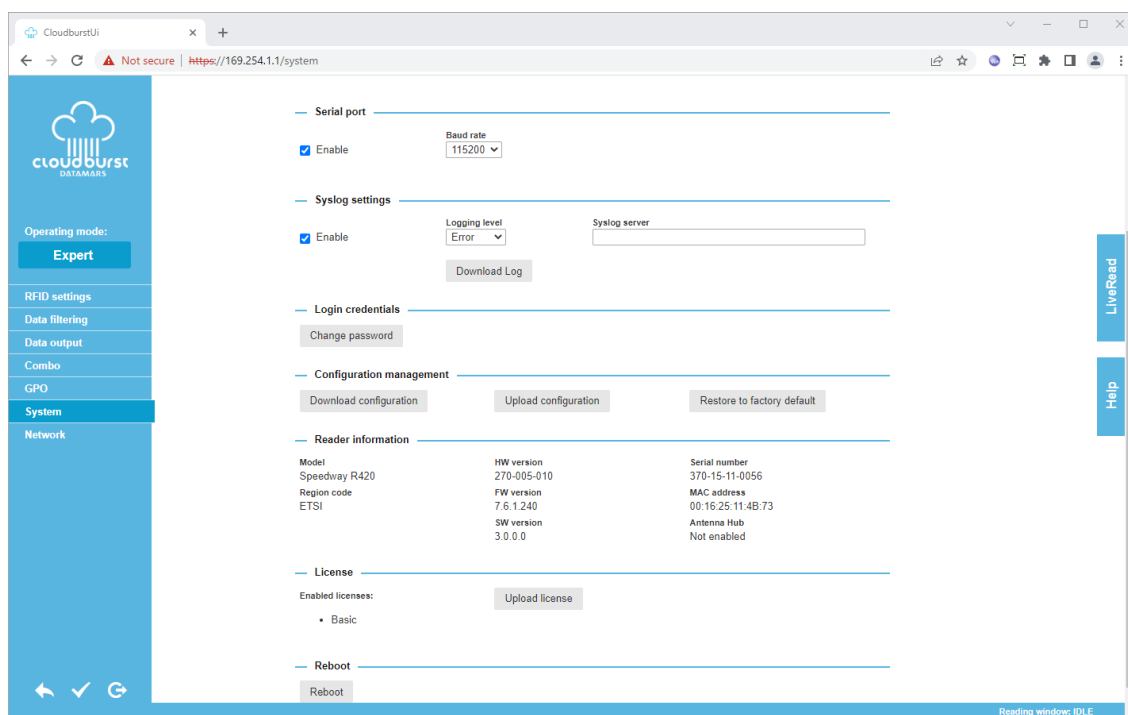 CloudburstUi
Not secure https://169.254.1.1/system
cloudburst
DATAMARS
Operating mode:
Expert
RFID settings
Data filtering
Data output
Combo
GPO
System
Network
Serial port
Enable
Baud rate
115200
Syslog settings
Enable
Logging level
Error
Syslog server
Download Log
Login credentials
Change password
Configuration management
Download configuration Upload configuration Restore to factory default
Reader information
Model HW version Serial number
Speedway R420 270-005-010 370-15-11-0056
Region code FW version MAC address
ETSI 7.6.1.240 00:16:25:11:4B:73
SW version Antenna Hub
3.0.0.0 Not enabled
License
Enabled licenses: Upload license
• Basic
Reboot
Reboot
LiveRead
Help
Reading window: IDLE